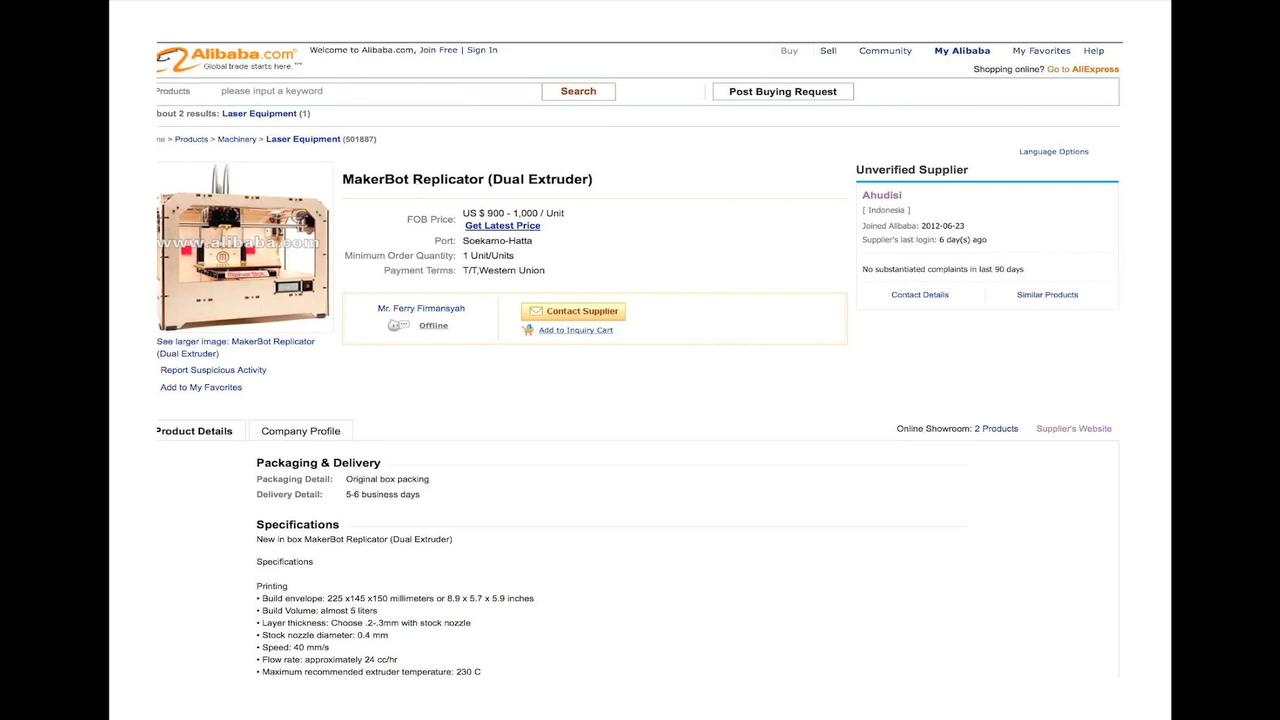 Alibaba.com® Welcome to Alibaba.com, Join Free | Sign In Buy Sell Community My Alibaba My Favorites Help
Global trade starts here.™
Shopping online? Go to AliExpress
Products please input a keyword Search Post Buying Request
bout 2 results: Laser Equipment (1)
me > Products > Machinery > Laser Equipment (501887)
Language Options
MakerBot Replicator (Dual Extruder)
FOB Price: US $ 900 - 1,000 / Unit
Get Latest Price
Port: Soekarno-Hatta
Minimum Order Quantity: 1 Unit/Units
Payment Terms: T/T,Western Union
Mr. Ferry Firmansyah
Offline
Contact Supplier
Add to Inquiry Cart
Unverified Supplier
Ahudisi
[ Indonesia ]
Joined Alibaba: 2012-06-23
Supplier's last login: 6 day(s) ago
No substantiated complaints in last 90 days
Contact Details Similar Products
www.alibaba.com
See larger image: MakerBot Replicator
(Dual Extruder)
Report Suspicious Activity
Add to My Favorites
Product Details Company Profile Online Showroom: 2 Products Supplier's Website
Packaging & Delivery
Packaging Detail: Original box packing
Delivery Detail: 5-6 business days
Specifications
New in box MakerBot Replicator (Dual Extruder)
Specifications
Printing
• Build envelope: 225 x145 x150 millimeters or 8.9 x 5.7 x 5.9 inches
• Build Volume: almost 5 liters
• Layer thickness: Choose .2-.3mm with stock nozzle
• Stock nozzle diameter: 0.4 mm
• Speed: 40 mm/s
• Flow rate: approximately 24 cc/hr
• Maximum recommended extruder temperature: 230 C